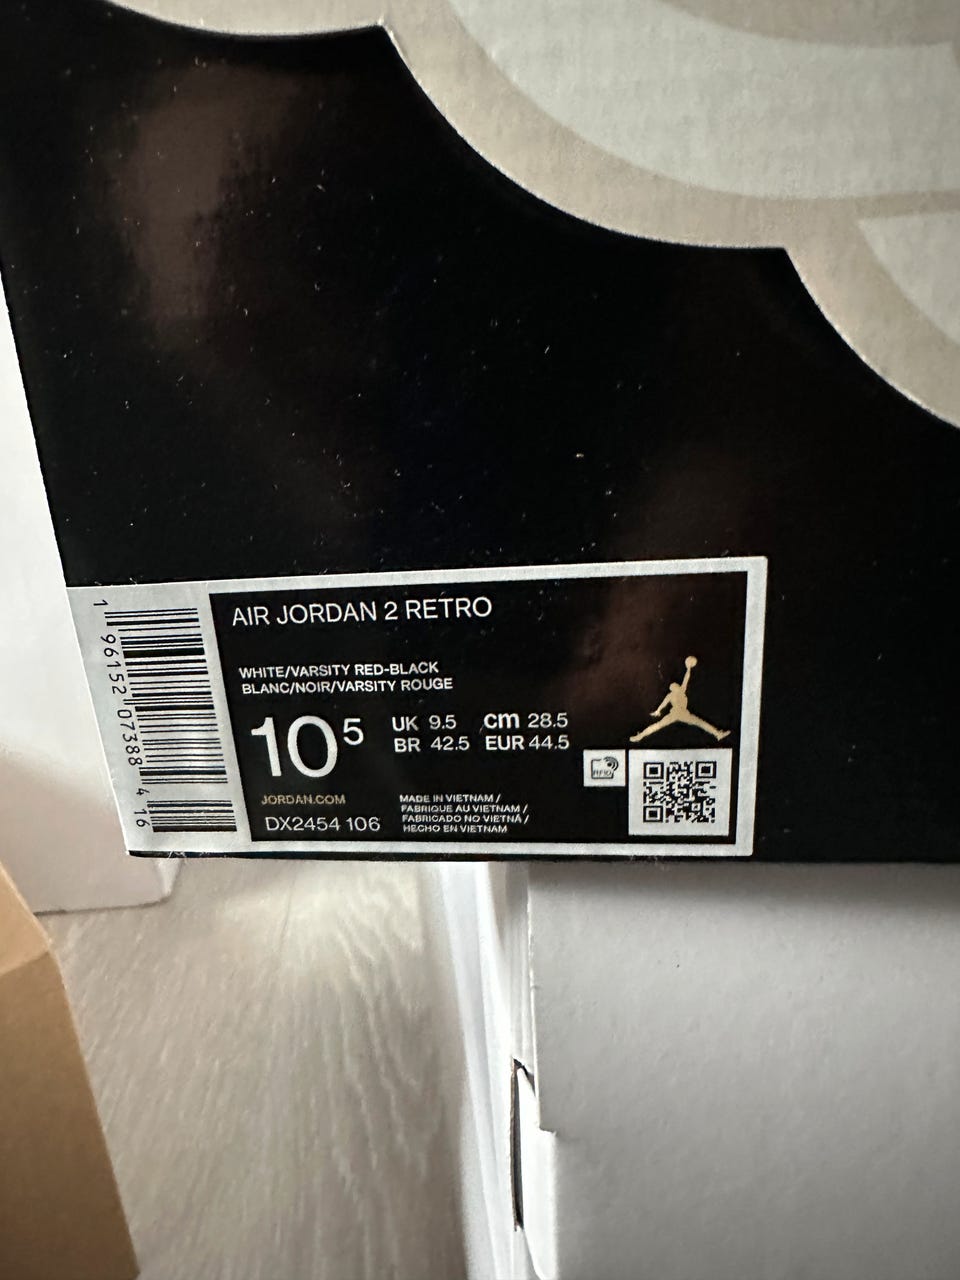 AIR JORDAN 2 RETRO
WHITE/VARSITY RED-BLACK
BLANC/NOIR/VARSITY ROUGE
10⁵
UK 9.5 cm 28.5
BR 42.5 EUR 44.5
RFID
JORDAN.COM
DX2454 106
MADE IN VIETNAM /
FABRIQUE AU VIETNAM /
FABRICADO NO VIETNÃ /
HECHO EN VIETNAM
1 96152 07388 4 16